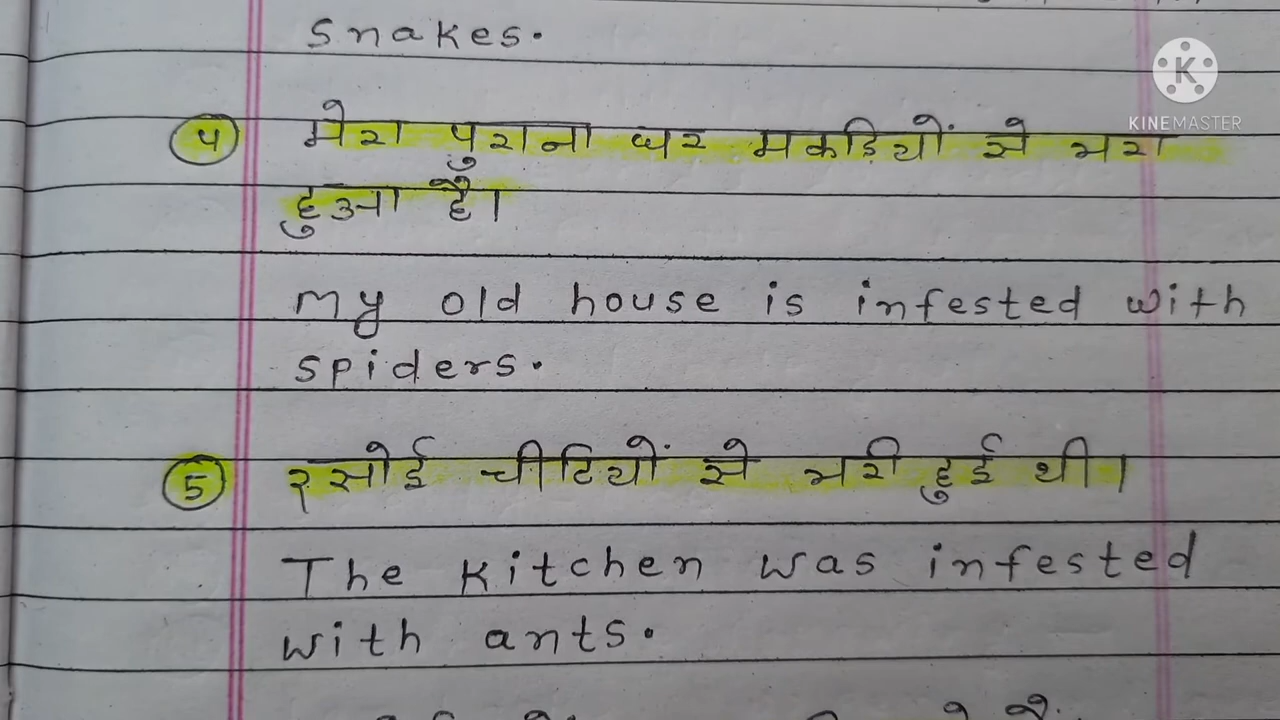 snakes.
KINEMASTER
4 मेरा पुराना घर मकड़ियों से भरा
हुआ है।
My old house is infested with
spiders.
5 रसोई चीटियों से भरी हुई थी।
The kitchen was infested
with ants.